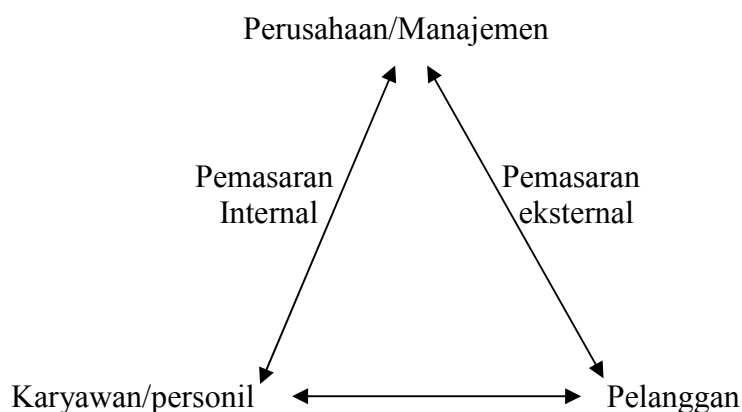 Perusahaan/Manajemen
Pemasaran
Internal
Pemasaran
eksternal
Karyawan/personil
Pelanggan